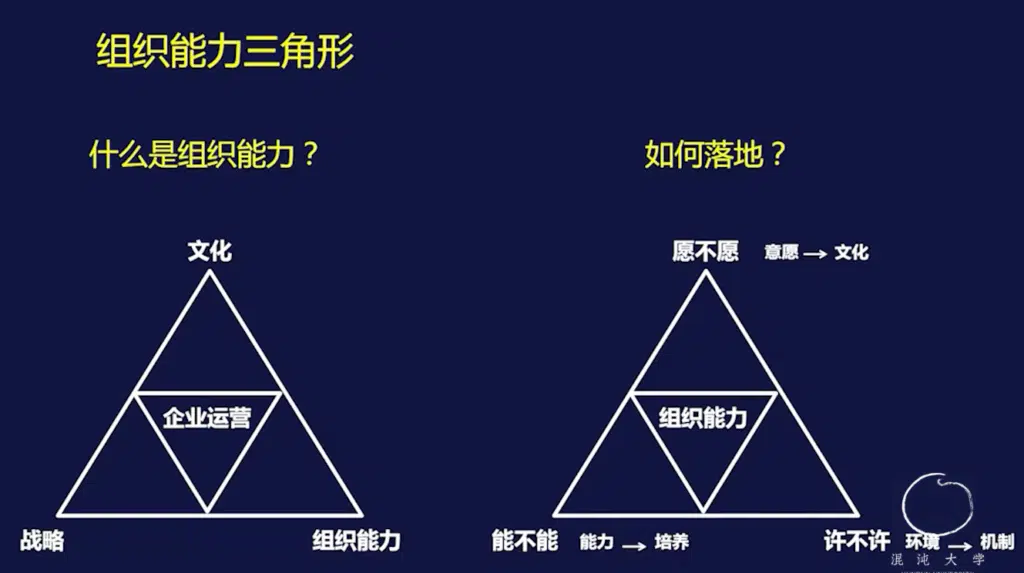 组织能力三角形
什么是组织能力？
如何落地？
文化
企业运营
战略
组织能力
愿不愿 意愿 → 文化
组织能力
能不能 能力 → 培养
许不许 环境 → 机制
混沌大学